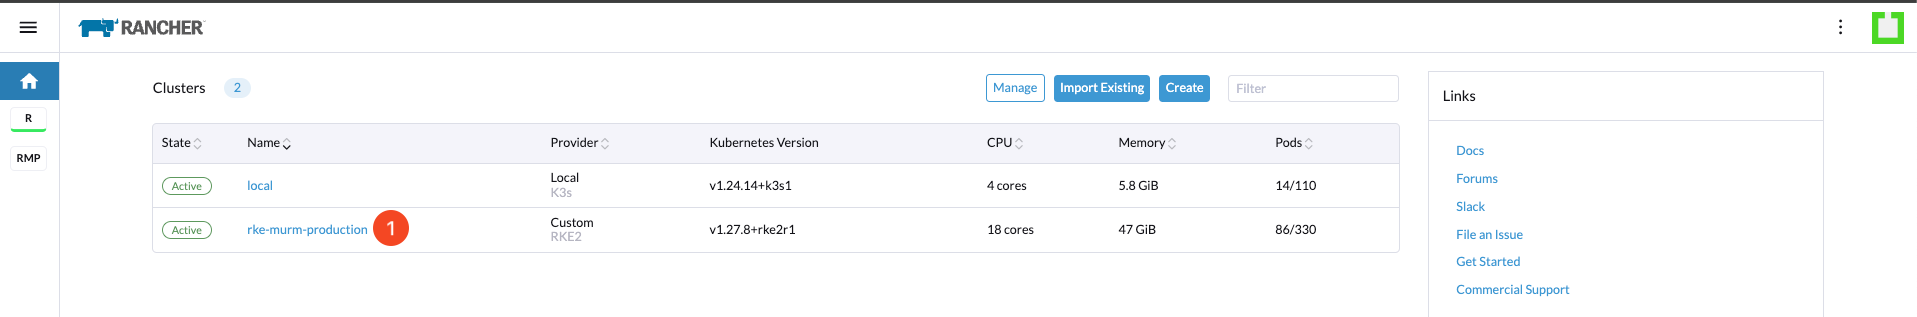 RANCHER
R
RMP
Clusters 2
Manage Import Existing Create Filter
State Name Provider Kubernetes Version CPU Memory Pods
Active local Local K3s v1.24.14+k3s1 4 cores 5.8 GiB 14/110
Active rke-murm-production 1 Custom RKE2 v1.27.8+rke2r1 18 cores 47 GiB 86/330
Links
Docs
Forums
Slack
File an Issue
Get Started
Commercial Support